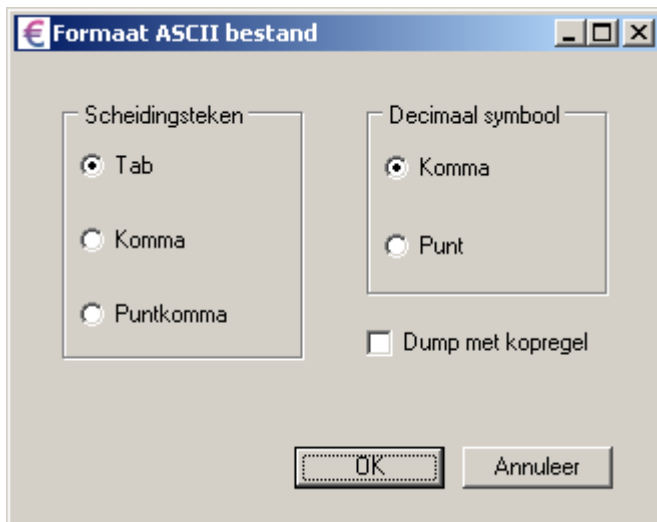 Formaat ASCII bestand
Scheidingsteken
Tab
Komma
Puntkomma
Decimaal symbool
Komma
Punt
Dump met kopregel
OK
Annuleer